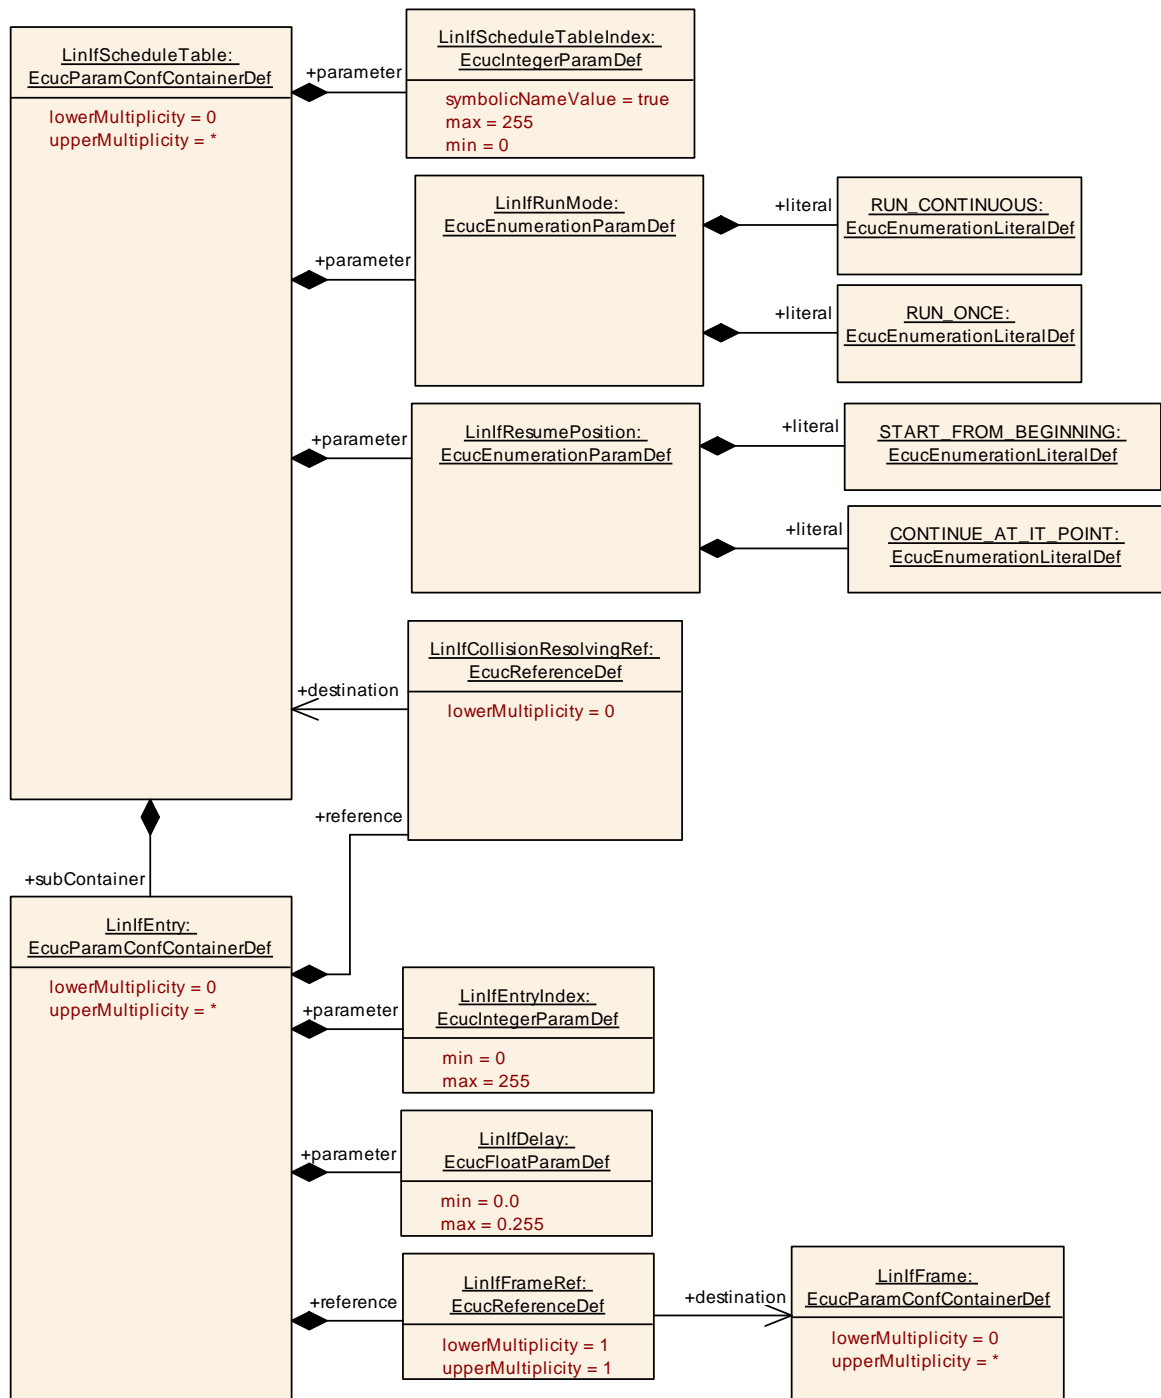 LinIfScheduleTable:
EcucParamConfContainerDef
lowerMultiplicity = 0
upperMultiplicity = *
+parameter
LinIfScheduleTableIndex:
EcucIntegerParamDef
symbolicNameValue = true
max = 255
min = 0
+parameter
LinIfRunMode:
EcucEnumerationParamDef
+literal
RUN_CONTINUOUS:
EcucEnumerationLiteralDef
+literal
RUN_ONCE:
EcucEnumerationLiteralDef
+parameter
LinIfResumePosition:
EcucEnumerationParamDef
+literal
START_FROM_BEGINNING:
EcucEnumerationLiteralDef
+literal
CONTINUE_AT_IT_POINT:
EcucEnumerationLiteralDef
+destination
LinIfCollisionResolvingRef:
EcucReferenceDef
lowerMultiplicity = 0
+reference
+subContainer
LinIfEntry:
EcucParamConfContainerDef
lowerMultiplicity = 0
upperMultiplicity = *
+parameter
LinIfEntryIndex:
EcucIntegerParamDef
min = 0
max = 255
+parameter
LinIfDelay:
EcucFloatParamDef
min = 0.0
max = 0.255
+reference
LinIfFrameRef:
EcucReferenceDef
lowerMultiplicity = 1
upperMultiplicity = 1
+destination
LinIfFrame:
EcucParamConfContainerDef
lowerMultiplicity = 0
upperMultiplicity = *